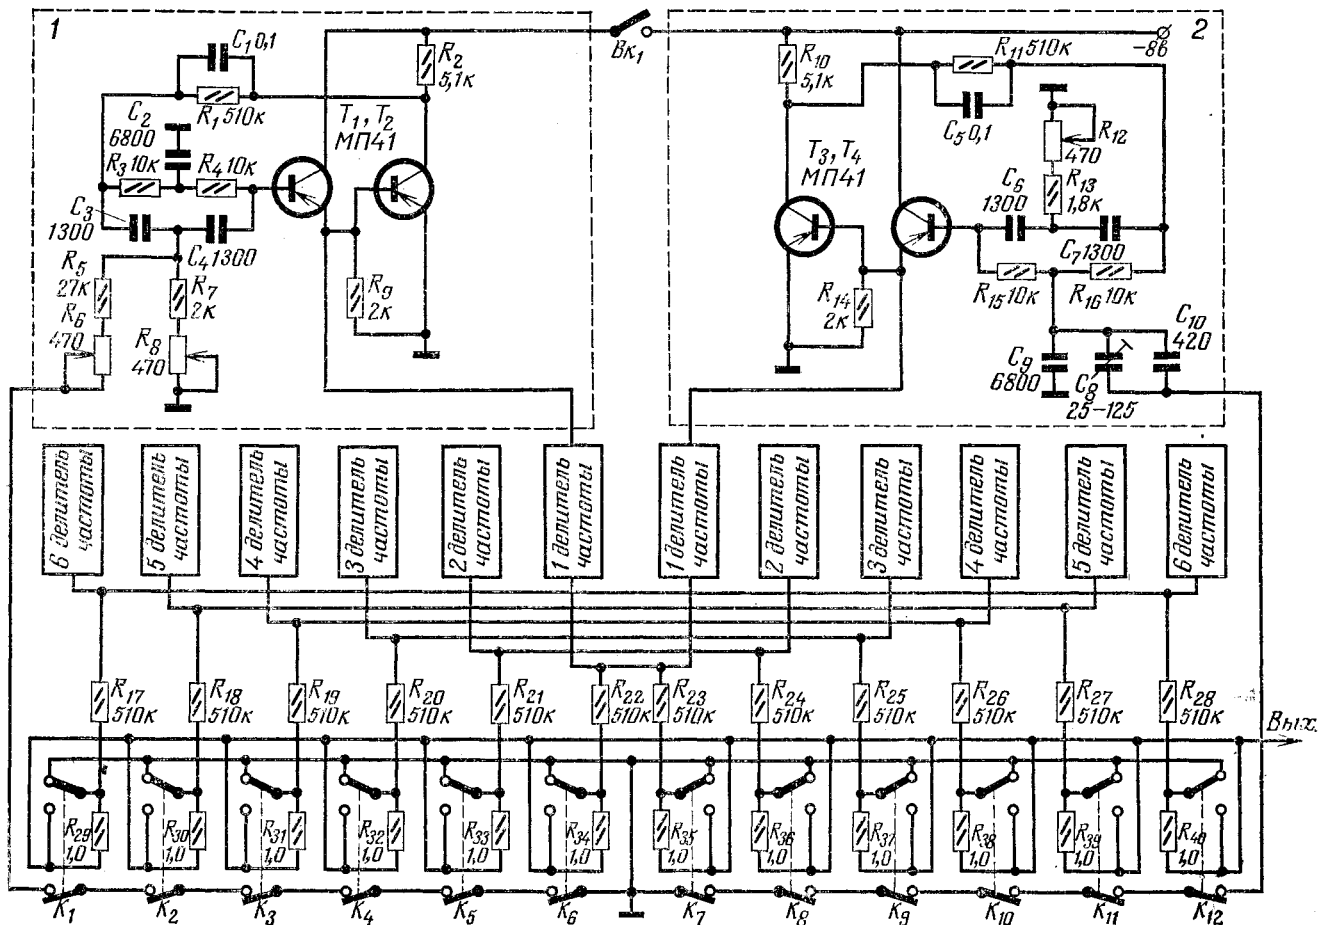 1
C1 0,1
R2
5,1к
R1 510к
C2
6800
T1, T2
МП41
R3 10к
R4 10к
C3
1300
C4 1300
R5
27к
R6
470
R7
2к
R8
470
R9
2к
Вк1
2
–8в
R10
5,1к
R11 510к
C5 0,1
R12
470
T3, T4
МП41
C6
1300
R13
1,8к
C7 1300
R14
2к
R15 10к
R16 10к
C9
6800
C8
25–125
C10
420
6 делитель частоты
5 делитель частоты
4 делитель частоты
3 делитель частоты
2 делитель частоты
1 делитель частоты
1 делитель частоты
2 делитель частоты
3 делитель частоты
4 делитель частоты
5 делитель частоты
6 делитель частоты
R17
510к
R18
510к
R19
510к
R20
510к
R21
510к
R22
510к
R23
510к
R24
510к
R25
510к
R26
510к
R27
510к
R28
510к
Вых.
R29
1,0
R30
1,0
R31
1,0
R32
1,0
R33
1,0
R34
1,0
R35
1,0
R36
1,0
R37
1,0
R38
1,0
R39
1,0
R40
1,0
K1
K2
K3
K4
K5
K6
K7
K8
K9
K10
K11
K12